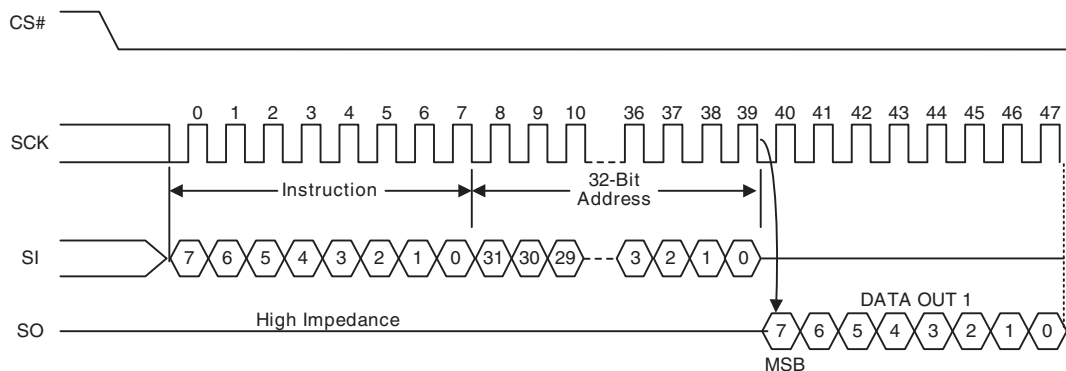 CS#
0 1 2 3 4 5 6 7 8 9 10 36 37 38 39 40 41 42 43 44 45 46 47
SCK
Instruction
32-Bit
Address
SI
7 6 5 4 3 2 1 0 31 30 29 3 2 1 0
DATA OUT 1
High Impedance
SO
7 6 5 4 3 2 1 0
MSB